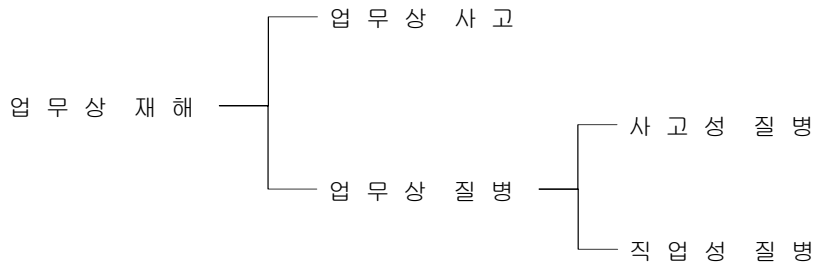 업무상 사고
업무상 재해
사고성 질병
업무상 질병
직업성 질병